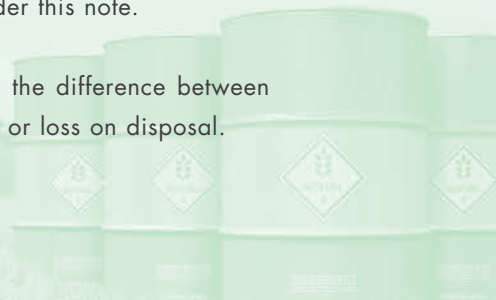 der this note.
the difference between
or loss on disposal.